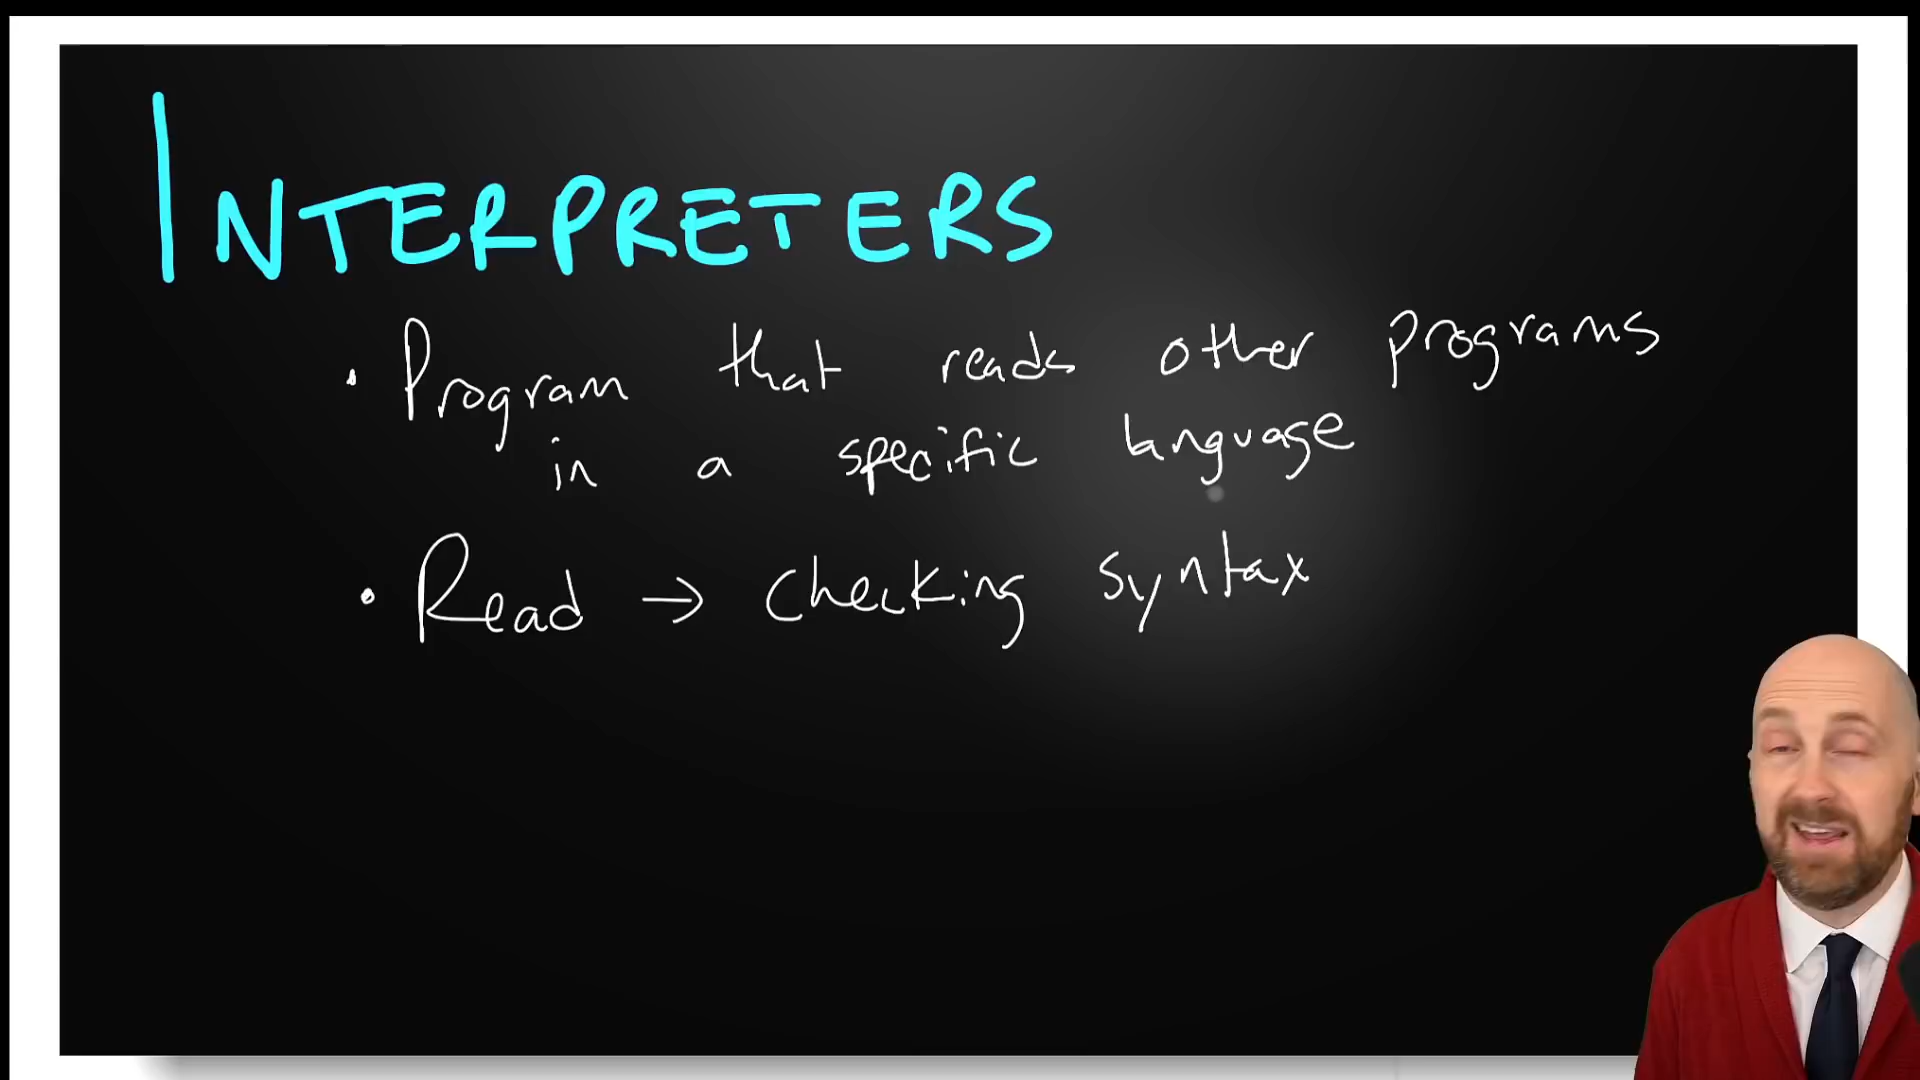 INTERPRETERS
• Program that reads other programs
in a specific language
• Read → checking syntax